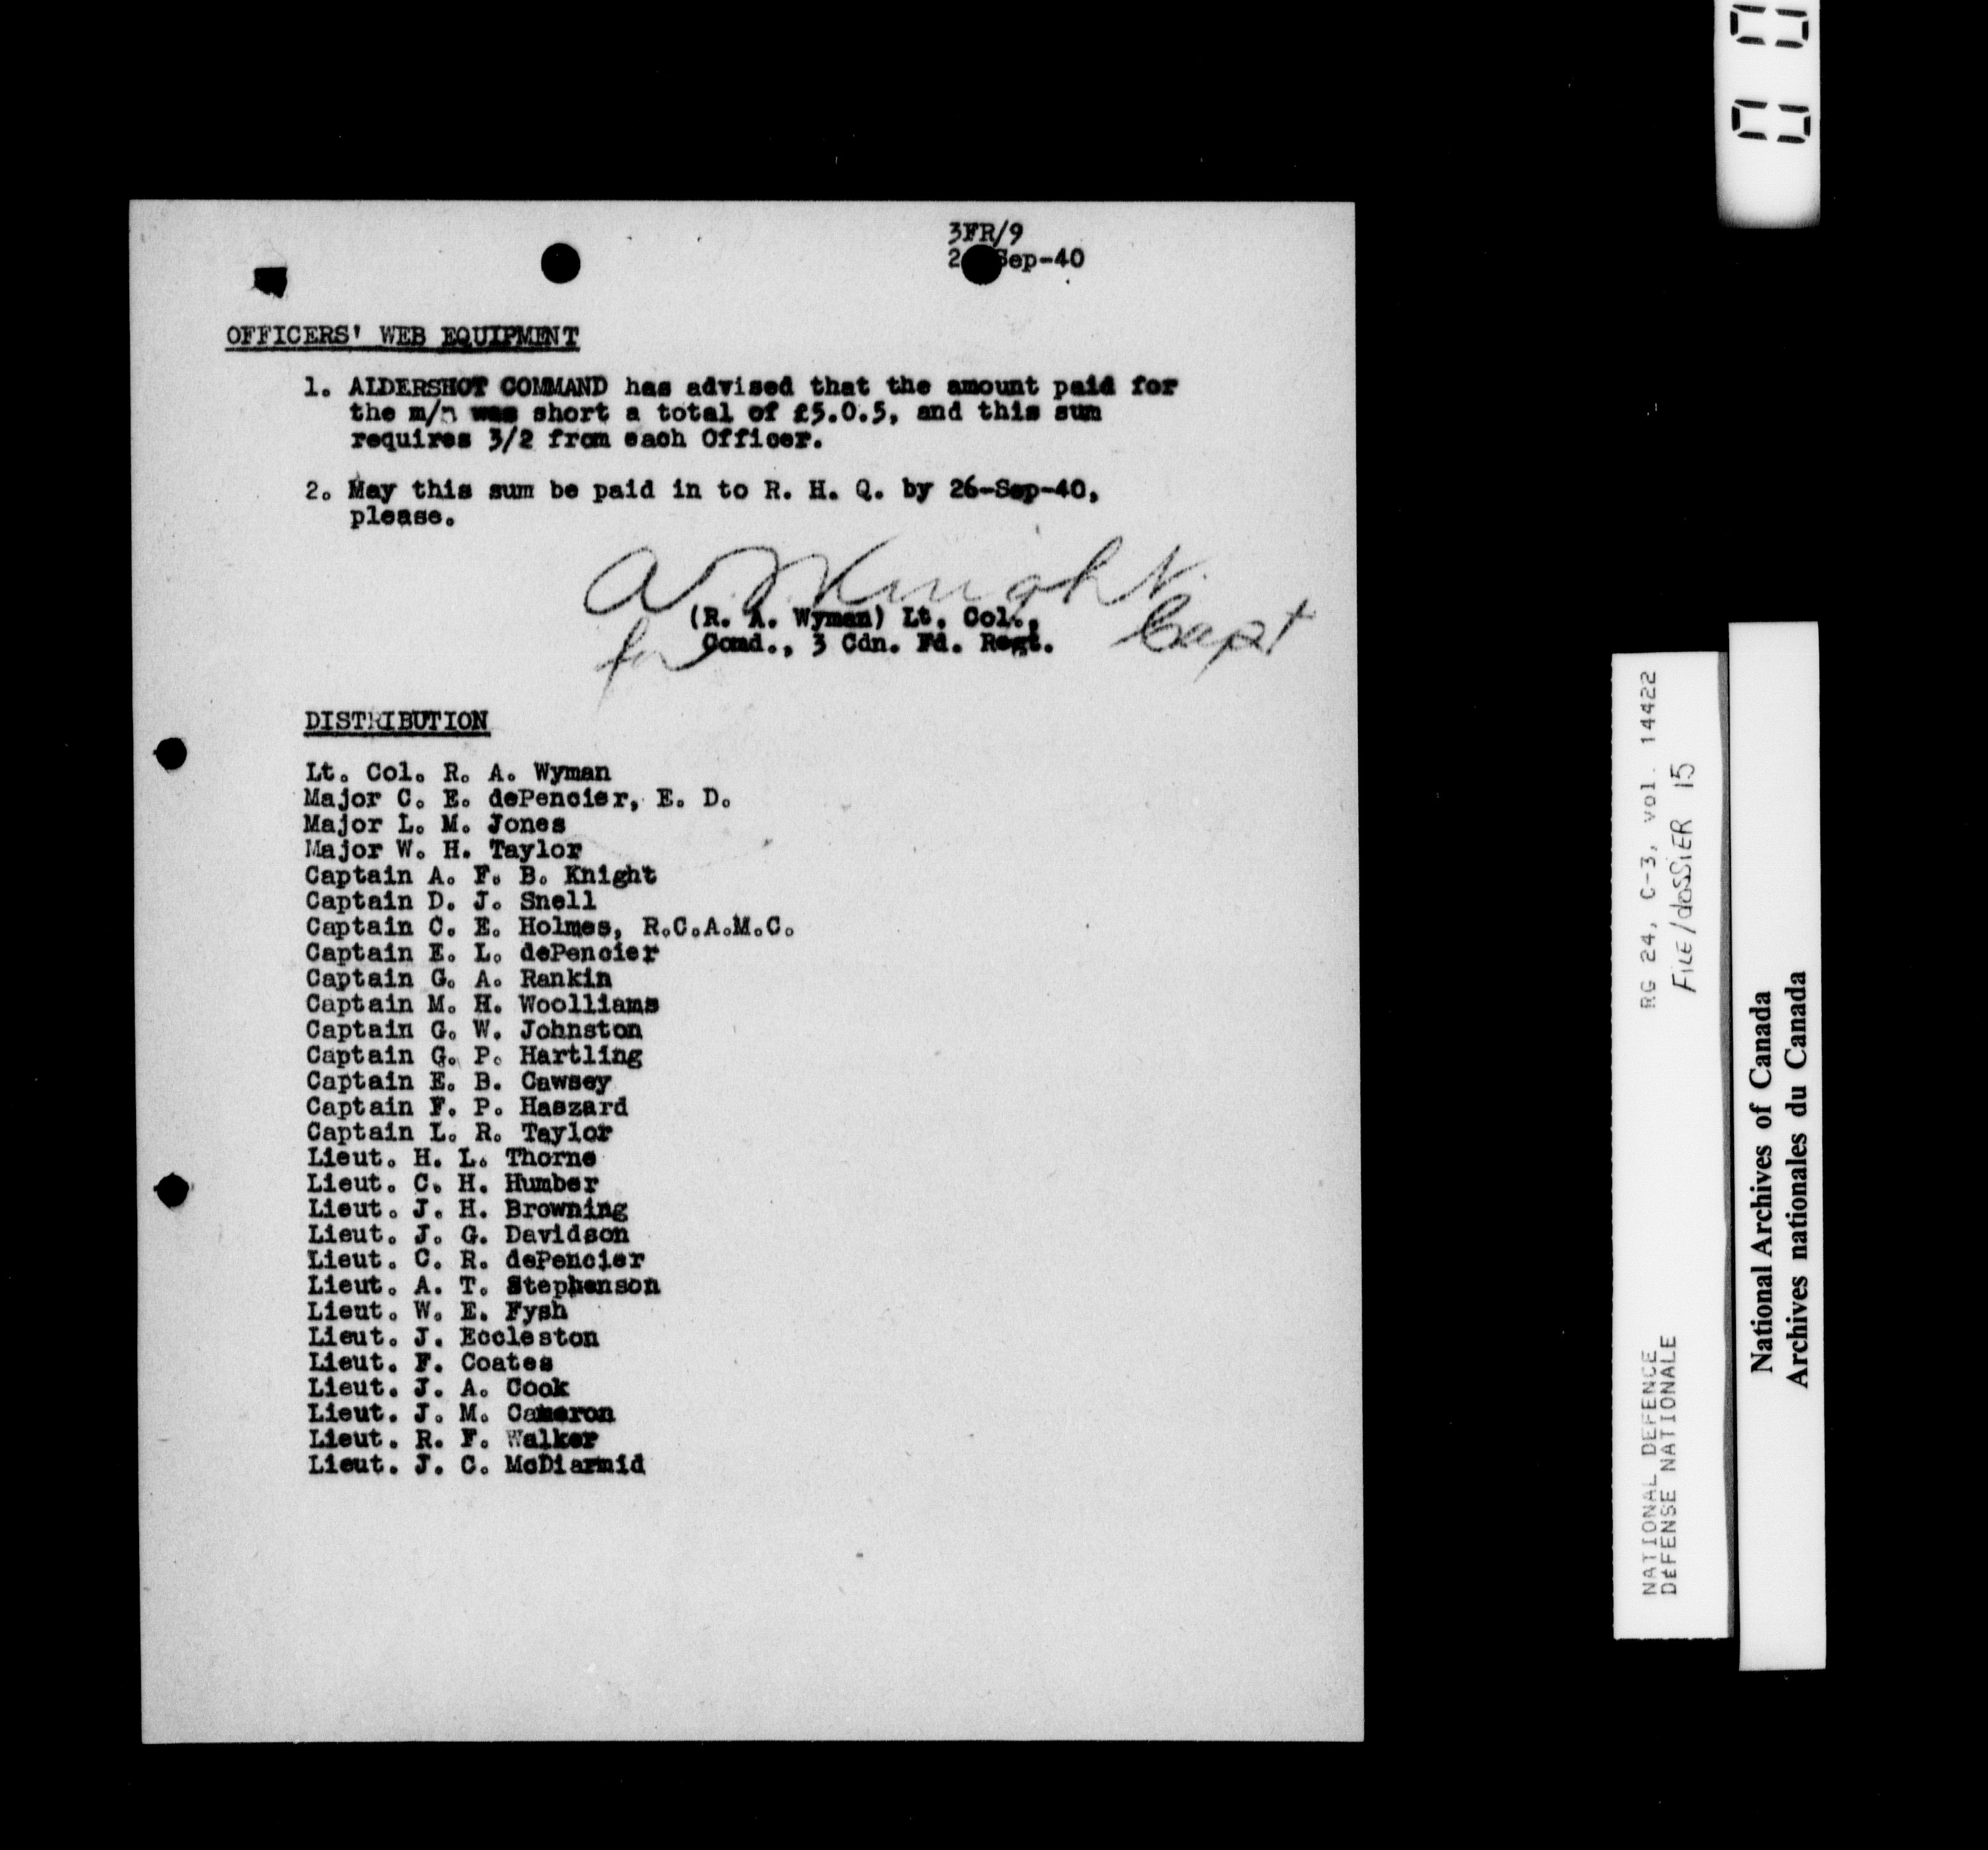 3FR/9
2 Sep-40
OFFICERS' WEB EQUIPMENT
1. ALDERSHOT COMMAND has advised that the amount paid for
the m/n was short a total of £5.0.5, and this sum
requires 3/2 from each Officer.
2. May this sum be paid in to R. H. Q. by 26-Sep-40,
please.
Knight
Capt
(R. A. Wyman) Lt. Col.,
for Comd., 3 Cdn. Fd. Regt.
DISTRIBUTION
Lt. Col. R. A. Wyman
Major C. E. dePencier, E. D.
Major L. M. Jones
Major W. H. Taylor
Captain A. F. B. Knight
Captain D. J. Snell
Captain C. E. Holmes, R.C.A.M.C.
Captain E. L. dePencier
Captain G. A. Rankin
Captain M. H. Woolliams
Captain G. W. Johnston
Captain G. P. Hartling
Captain E. B. Cawsey
Captain F. P. Haszard
Captain L. R. Taylor
Lieut. H. L. Thorne
Lieut. C. H. Humber
Lieut. J. H. Browning
Lieut. J. G. Davidson
Lieut. C. R. dePencier
Lieut. A. T. Stephenson
Lieut. W. E. Fysh
Lieut. J. Eccleston
Lieut. F. Coates
Lieut. J. A. Cook
Lieut. J. M. Cameron
Lieut. R. F. Walker
Lieut. J. C. McDiarmid
NATIONAL DEFENCE RG 24, C-3, vol. 14422
DÉFENSE NATIONALE FILE/dossier 15
National Archives of Canada
Archives nationales du Canada